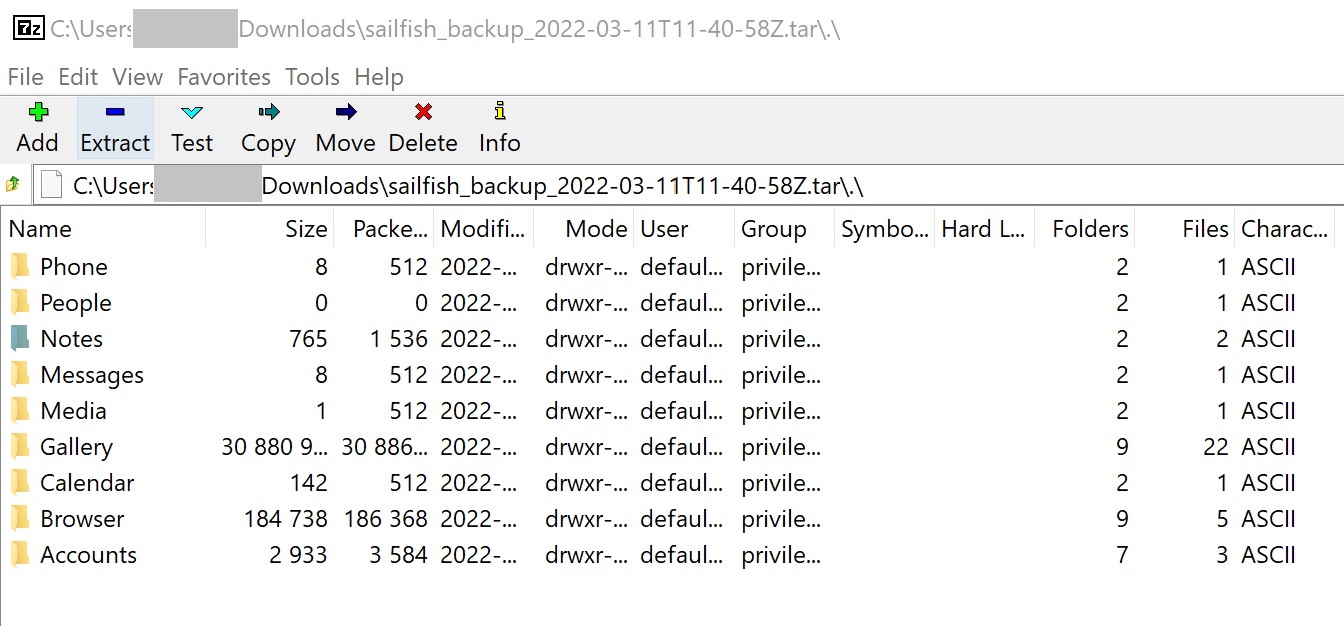 7z C:\Users Downloads\sailfish_backup_2022-03-11T11-40-58Z.tar\.\
File Edit View Favorites Tools Help
Add Extract Test Copy Move Delete Info
C:\Users Downloads\sailfish_backup_2022-03-11T11-40-58Z.tar\.\
Name Size Packe... Modifi... Mode User Group Symbo... Hard L... Folders Files Charac...
Phone 8 512 2022-... drwxr-... defaul... privile... 2 1 ASCII
People 0 0 2022-... drwxr-... defaul... privile... 2 1 ASCII
Notes 765 1 536 2022-... drwxr-... defaul... privile... 2 2 ASCII
Messages 8 512 2022-... drwxr-... defaul... privile... 2 1 ASCII
Media 1 512 2022-... drwxr-... defaul... privile... 2 1 ASCII
Gallery 30 880 9... 30 886... 2022-... drwxr-... defaul... privile... 9 22 ASCII
Calendar 142 512 2022-... drwxr-... defaul... privile... 2 1 ASCII
Browser 184 738 186 368 2022-... drwxr-... defaul... privile... 9 5 ASCII
Accounts 2 933 3 584 2022-... drwxr-... defaul... privile... 7 3 ASCII